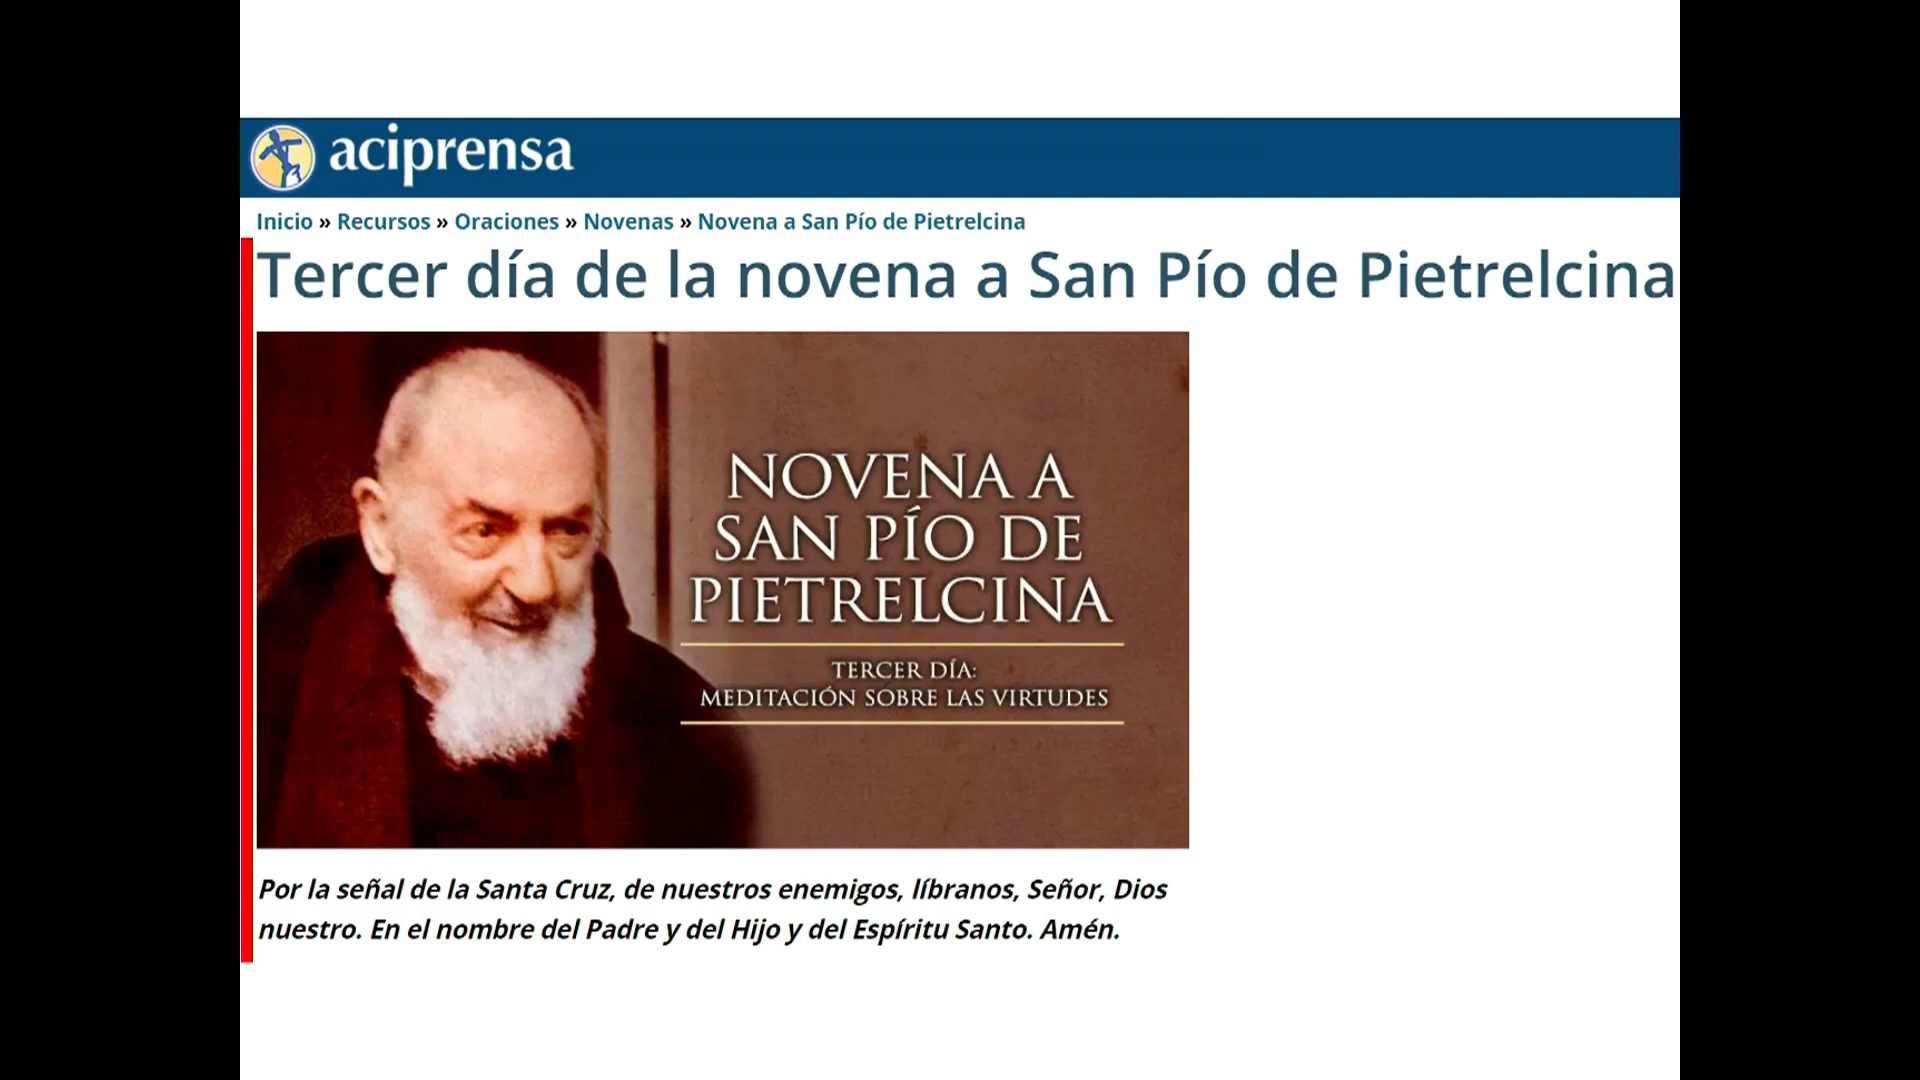 aciprensa
Inicio » Recursos » Oraciones » Novenas » Novena a San Pío de Pietrelcina
Tercer día de la novena a San Pío de Pietrelcina
NOVENA A
SAN PÍO DE
PIETRELCINA
TERCER DÍA:
MEDITACIÓN SOBRE LAS VIRTUDES
Por la señal de la Santa Cruz, de nuestros enemigos, líbranos, Señor, Dios
nuestro. En el nombre del Padre y del Hijo y del Espíritu Santo. Amén.